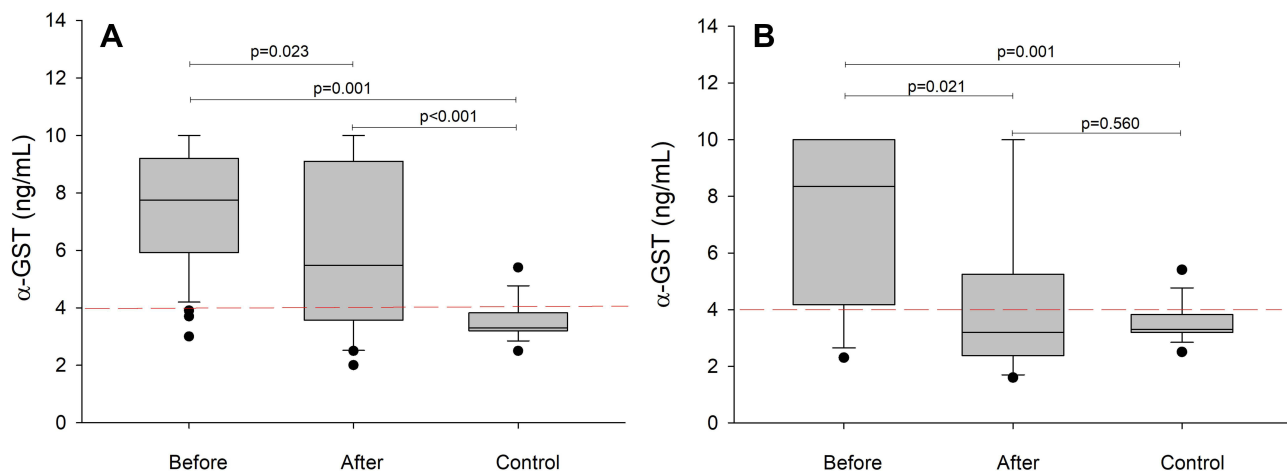 A
α-GST (ng/mL)
14
12
10
8
6
4
2
0
p=0.023
p=0.001
p<0.001
Before
After
Control
B
α-GST (ng/mL)
14
12
10
8
6
4
2
0
p=0.001
p=0.021
p=0.560
Before
After
Control